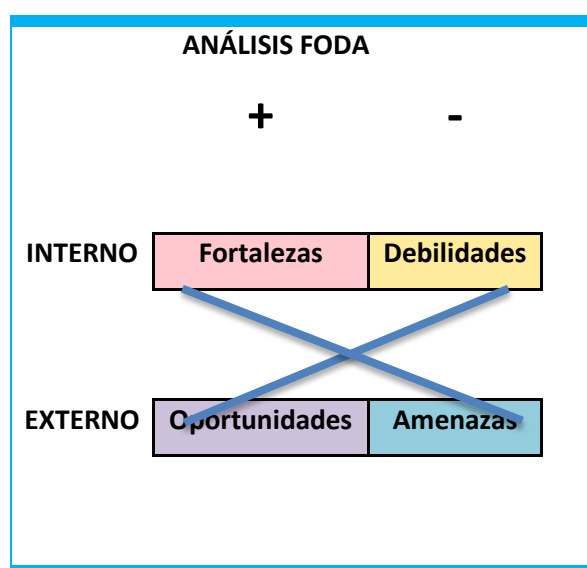 ANÁLISIS FODA
+ -
INTERNO Fortalezas Debilidades
EXTERNO Oportunidades Amenazas